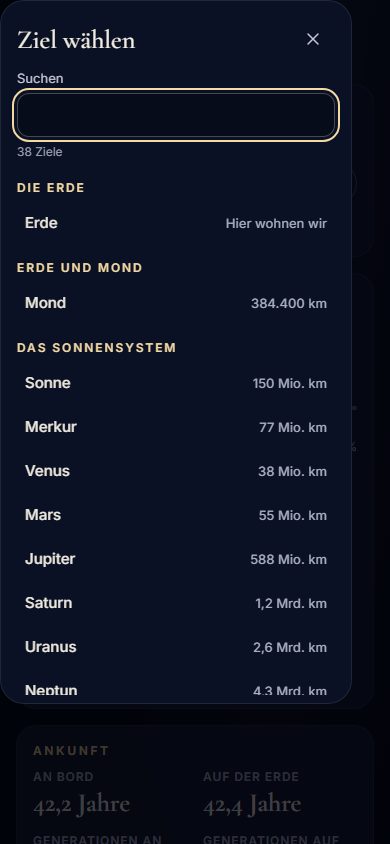 Ziel wählen
Suchen
38 Ziele
DIE ERDE
Erde Hier wohnen wir
ERDE UND MOND
Mond 384.400 km
DAS SONNENSYSTEM
Sonne 150 Mio. km
Merkur 77 Mio. km
Venus 38 Mio. km
Mars 55 Mio. km
Jupiter 588 Mio. km
Saturn 1,2 Mrd. km
Uranus 2,6 Mrd. km
Neptun 4,3 Mrd. km
%
ANKUNFT
AN BORD AUF DER ERDE
42,2 Jahre 42,4 Jahre
GENERATIONEN AN GENERATIONEN AUF